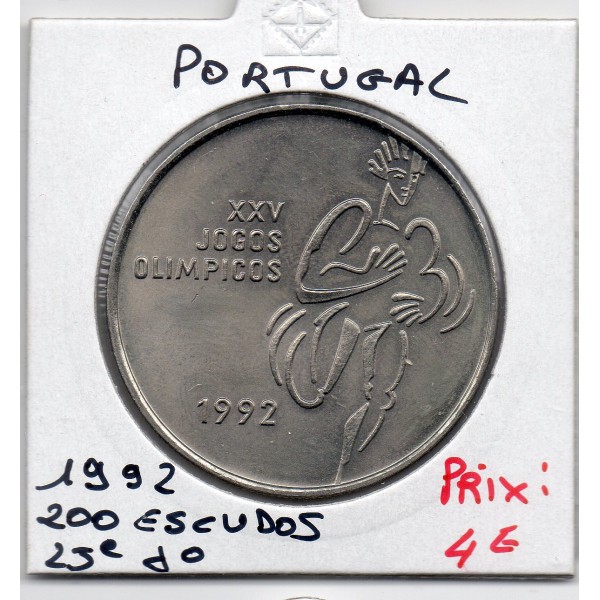 PORTUGAL
XXV
JOGOS
OLIMPICOS
1992
1992
200 ESCUDOS
25e JO
PRIX :
4€